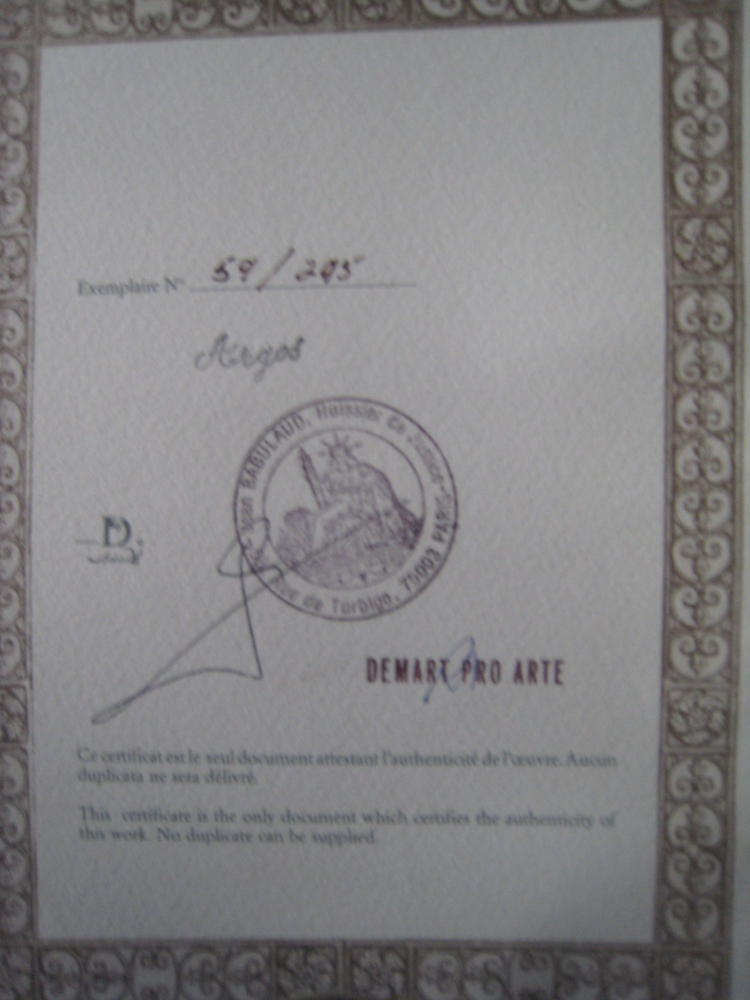 Exemplaire N° 59/295
Argos
Jean BABULAUD, Huissier de Justice
Rue de Turbigo, 75003 PARIS
D.
DEMART PRO ARTE
Ce certificat est le seul document attestant l'authenticité de l'œuvre. Aucun
duplicata ne sera délivré.
This certificate is the only document which certifies the authenticity of
this work. No duplicate can be supplied.